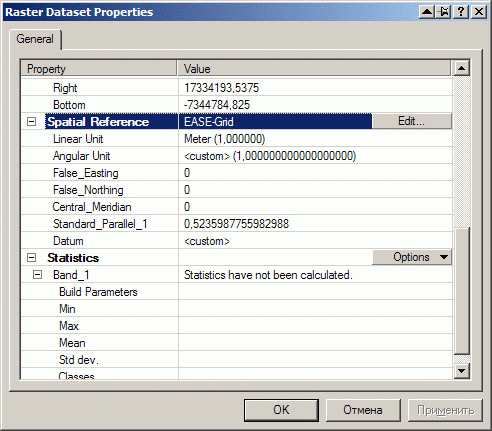 Raster Dataset Properties
General
Property Value
Right 17334193,5375
Bottom -7344784,825
Spatial Reference EASE-Grid Edit...
Linear Unit Meter (1,000000)
Angular Unit <custom> (1,000000000000000000)
False_Easting 0
False_Northing 0
Central_Meridian 0
Standard_Parallel_1 0,5235987755982988
Datum <custom>
Statistics Options
Band_1 Statistics have not been calculated.
Build Parameters
Min
Max
Mean
Std dev.
Classes
OK Отмена Применить